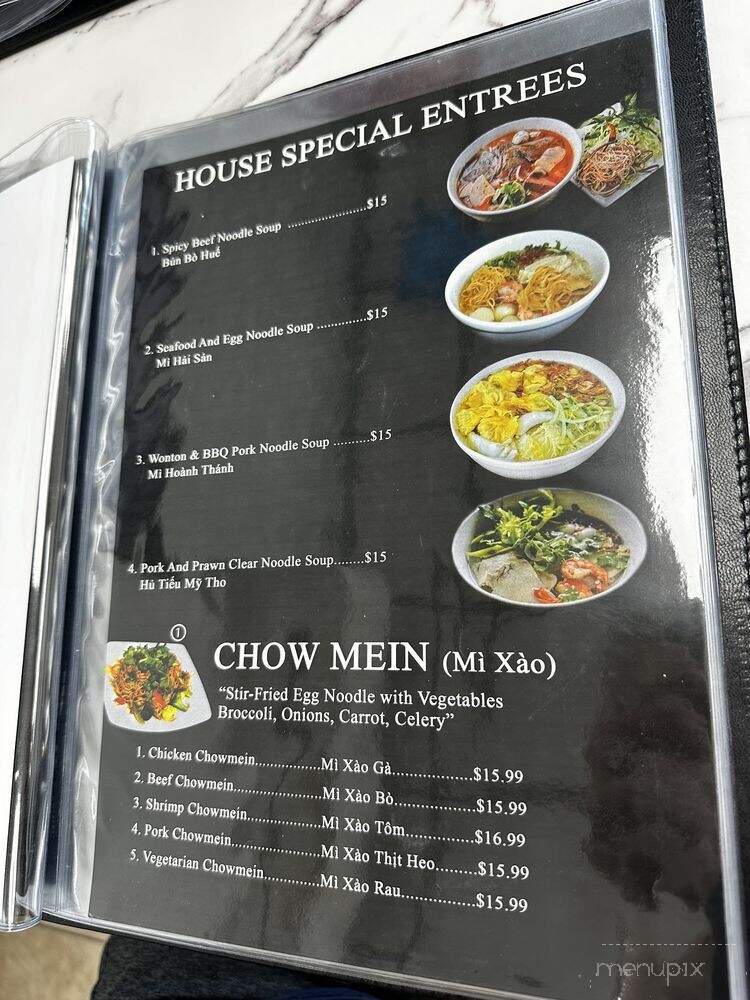 HOUSE SPECIAL ENTREES
1. Spicy Beef Noodle Soup .......................$15
Bún Bò Huế
2. Seafood And Egg Noodle Soup .............$15
Mì Hải Sản
3. Wonton & BBQ Pork Noodle Soup ..........$15
Mì Hoành Thánh
4. Pork And Prawn Clear Noodle Soup........$15
Hủ Tiếu Mỹ Tho
1
CHOW MEIN (Mì Xào)
“Stir-Fried Egg Noodle with Vegetables
Broccoli, Onions, Carrot, Celery”
1. Chicken Chowmein...................Mì Xào Gà.......................$15.99
2. Beef Chowmein.........................Mì Xào Bò.......................$15.99
3. Shrimp Chowmein.....................Mì Xào Tôm...................$16.99
4. Pork Chowmein.........................Mì Xào Thịt Heo...........$15.99
5. Vegetarian Chowmein...............Mì Xào Rau....................$15.99
menupix